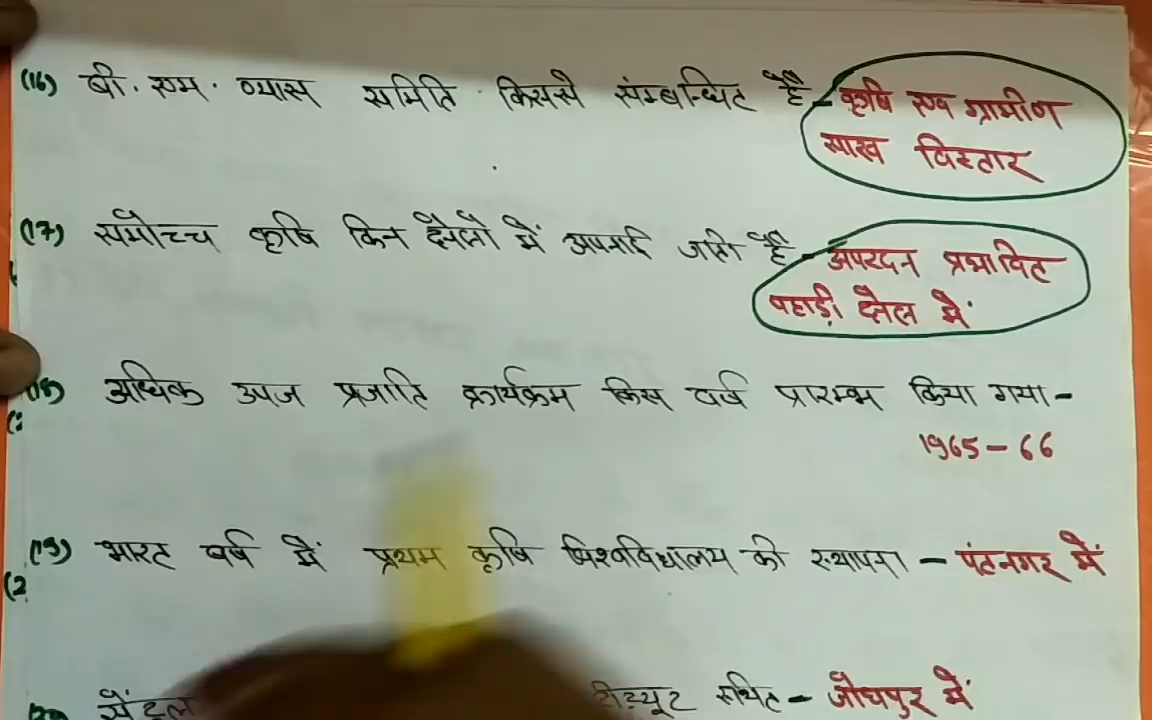 (16) बी. एम. व्यास समिति किससे संम्बन्धित है - कृषि एव ग्रामीण
साख विस्तार
(17) समोच्च कृषि किन क्षेत्रो में अपनाई जाती है - अपरदन प्रभावित
पहाड़ी क्षेत्र में
अधिक उपज प्रजाति कार्यक्रम किस वर्ष प्रारम्भ किया गया -
1965-66
(19) भारत वर्ष में प्रथम कृषि विश्वविधालय की स्थापना - पंतनगर में
सेंट्रल स्थित - जोधपुर में